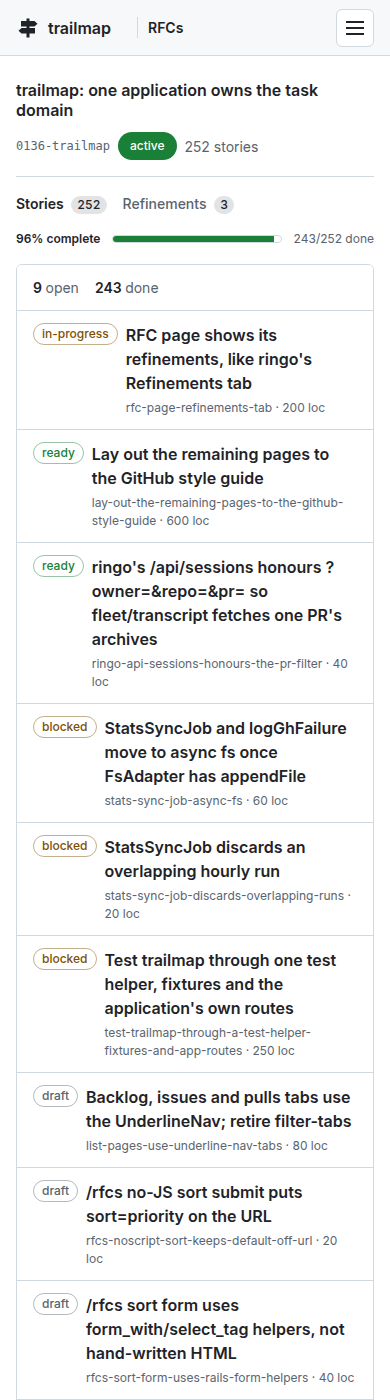 trailmap RFCs
trailmap: one application owns the task
domain
0136-trailmap active 252 stories
Stories 252 Refinements 3
96% complete 243/252 done
9 open 243 done
in-progress RFC page shows its
refinements, like ringo's
Refinements tab
rfc-page-refinements-tab · 200 loc
ready Lay out the remaining pages to
the GitHub style guide
lay-out-the-remaining-pages-to-the-github-
style-guide · 600 loc
ready ringo's /api/sessions honours ?
owner=&repo=&pr= so
fleet/transcript fetches one PR's
archives
ringo-api-sessions-honours-the-pr-filter · 40
loc
blocked StatsSyncJob and logGhFailure
move to async fs once
FsAdapter has appendFile
stats-sync-job-async-fs · 60 loc
blocked StatsSyncJob discards an
overlapping hourly run
stats-sync-job-discards-overlapping-runs ·
20 loc
blocked Test trailmap through one test
helper, fixtures and the
application's own routes
test-trailmap-through-a-test-helper-
fixtures-and-app-routes · 250 loc
draft Backlog, issues and pulls tabs use
the UnderlineNav; retire filter-tabs
list-pages-use-underline-nav-tabs · 80 loc
draft /rfcs no-JS sort submit puts
sort=priority on the URL
rfcs-noscript-sort-keeps-default-off-url · 20
loc
draft /rfcs sort form uses
form_with/select_tag helpers, not
hand-written HTML
rfcs-sort-form-uses-rails-form-helpers · 40 loc